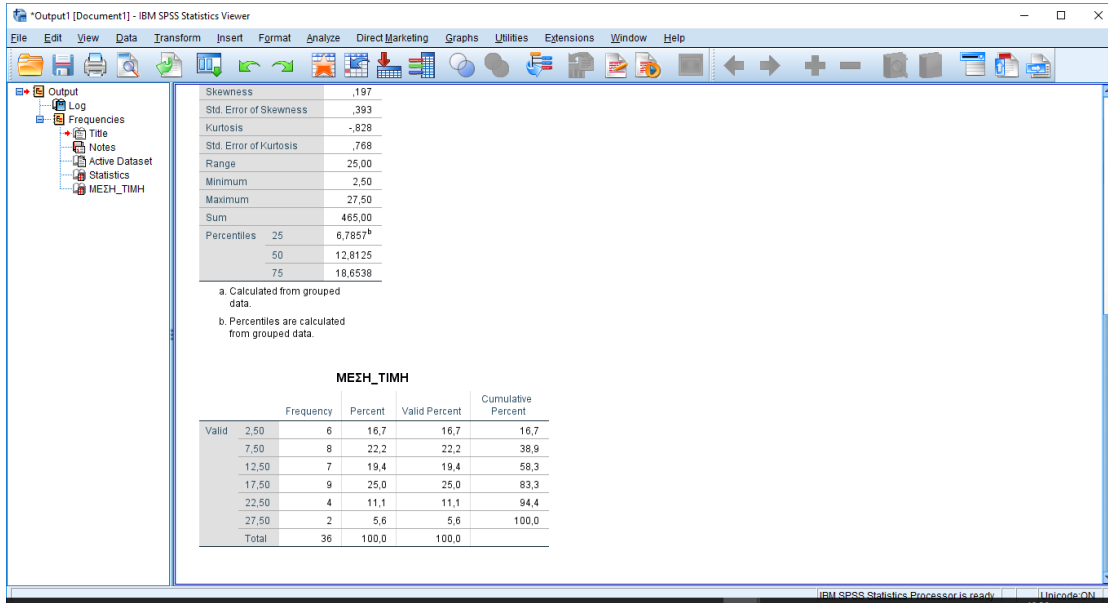 *Output1 [Document1] - IBM SPSS Statistics Viewer
File Edit View Data Transform Insert Format Analyze Direct Marketing Graphs Utilities Extensions Window Help
Output
Log
Frequencies
Title
Notes
Active Dataset
Statistics
ΜΕΣΗ_ΤΙΜΗ
Skewness ,197
Std. Error of Skewness ,393
Kurtosis -,828
Std. Error of Kurtosis ,768
Range 25,00
Minimum 2,50
Maximum 27,50
Sum 465,00
Percentiles 25 6,7857b
50 12,8125
75 18,6538
a. Calculated from grouped
data.
b. Percentiles are calculated
from grouped data.
ΜΕΣΗ_ΤΙΜΗ
Frequency Percent Valid Percent Cumulative Percent
Valid 2,50 6 16,7 16,7 16,7
7,50 8 22,2 22,2 38,9
12,50 7 19,4 19,4 58,3
17,50 9 25,0 25,0 83,3
22,50 4 11,1 11,1 94,4
27,50 2 5,6 5,6 100,0
Total 36 100,0 100,0
IBM SPSS Statistics Processor is ready Unicode:ON